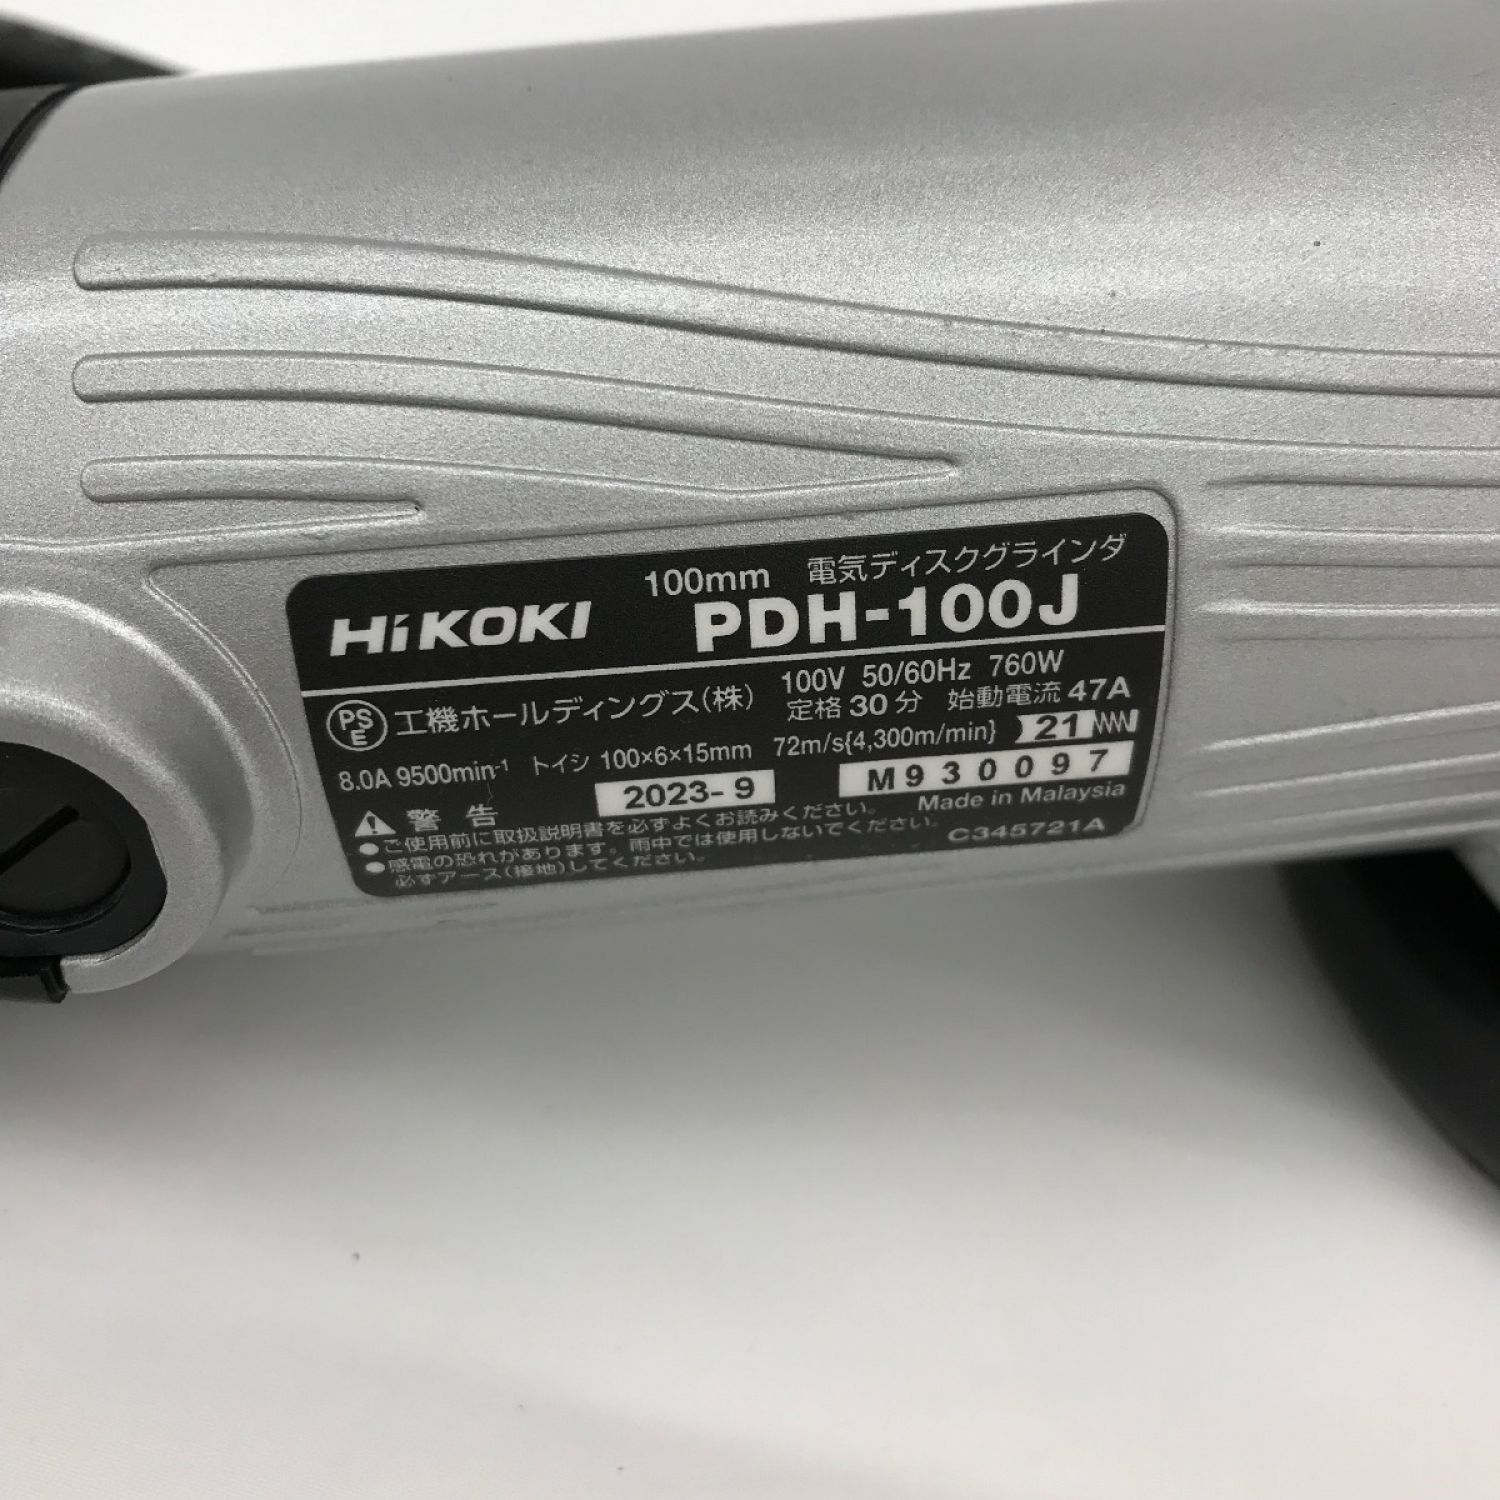 100mm 電気ディスクグラインダ
HiKOKI PDH-100J
PSE 工機ホールディングス(株) 100V 50/60Hz 760W
定格30分 始動電流47A
8.0A 9500min-1 トイシ 100×6×15mm 72m/s{4,300m/min} 21
2023-9 M930097
⚠警告 Made in Malaysia
●ご使用前に取扱説明書を必ずよくお読みください。
●感電の恐れがあります。雨中では使用しないでください。 C345721A
必ずアース(接地)してください。